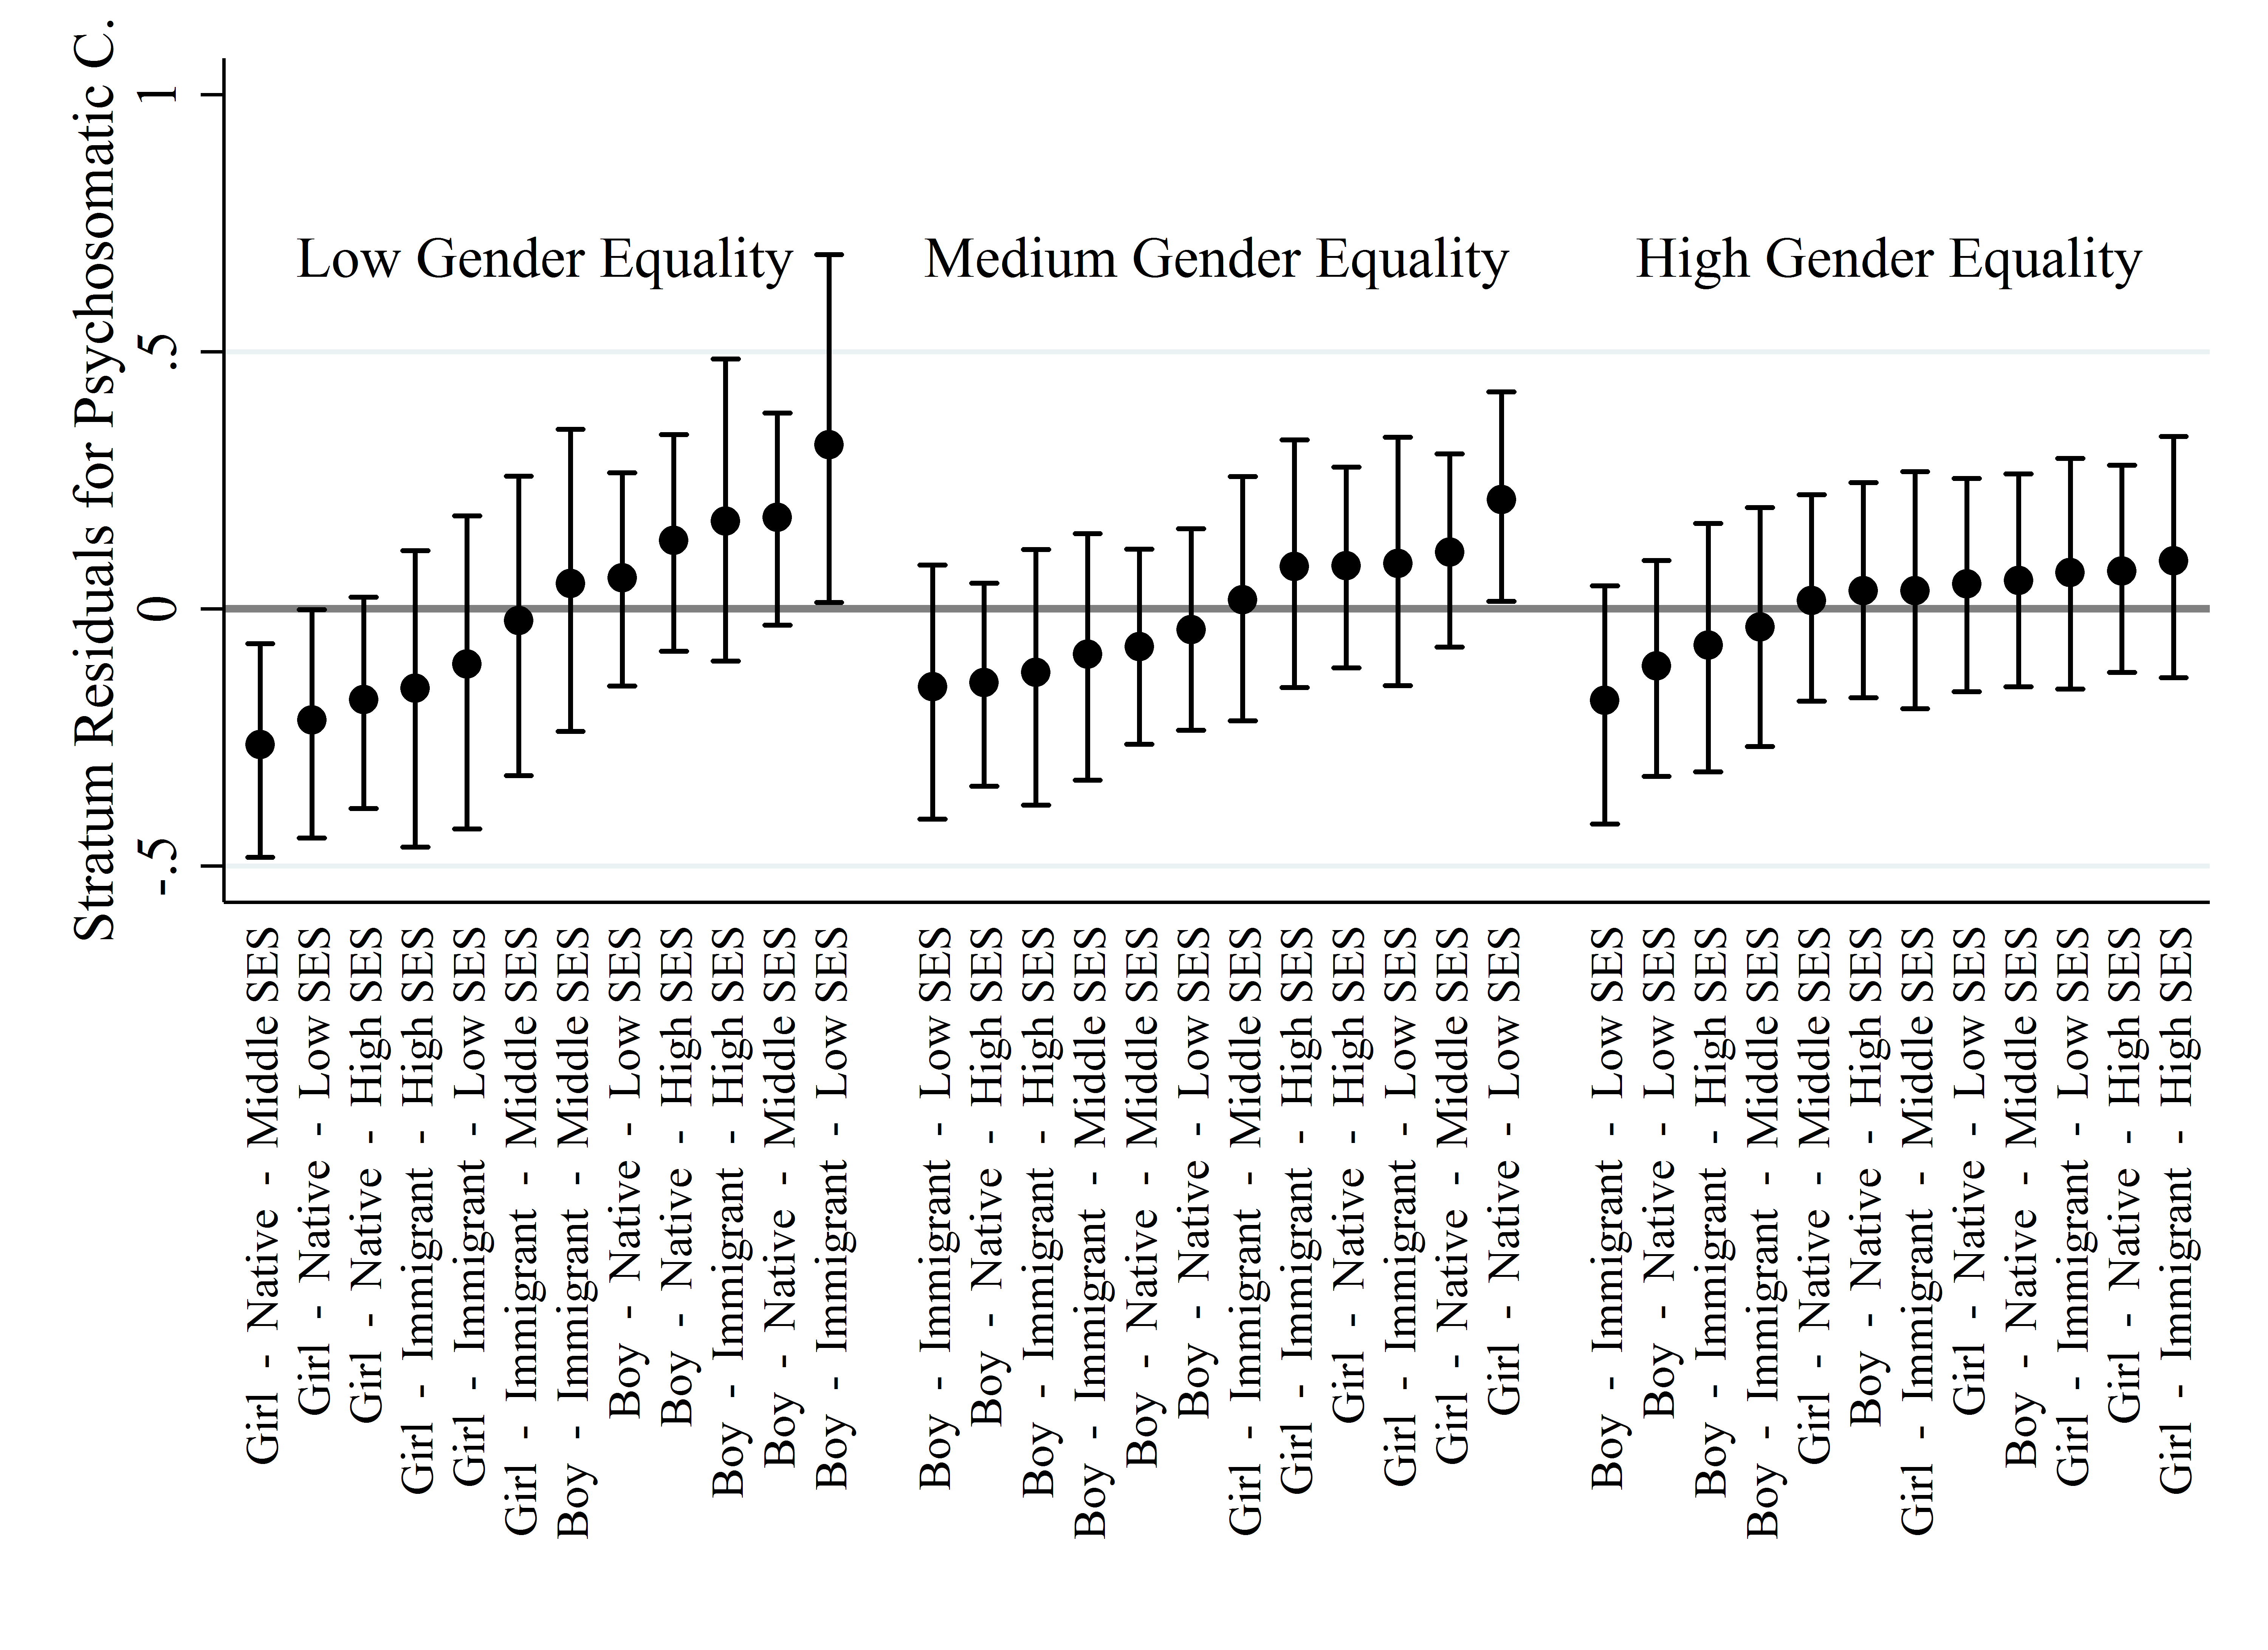 Stratum Residuals for Psychosomatic C.
1
.5
0
-.5
Low Gender Equality
Medium Gender Equality
High Gender Equality
Girl - Native - Middle SES
Girl - Native - Low SES
Girl - Native - High SES
Girl - Immigrant - High SES
Girl - Immigrant - Low SES
Girl - Immigrant - Middle SES
Boy - Immigrant - Middle SES
Boy - Native - Low SES
Boy - Native - High SES
Boy - Immigrant - High SES
Boy - Native - Middle SES
Boy - Immigrant - Low SES
Boy - Immigrant - Low SES
Boy - Native - High SES
Boy - Immigrant - High SES
Boy - Immigrant - Middle SES
Boy - Native - Middle SES
Boy - Native - Low SES
Girl - Immigrant - Middle SES
Girl - Immigrant - High SES
Girl - Native - High SES
Girl - Immigrant - Low SES
Girl - Native - Middle SES
Girl - Native - Low SES
Boy - Immigrant - Low SES
Boy - Native - Low SES
Boy - Immigrant - High SES
Boy - Immigrant - Middle SES
Girl - Native - Middle SES
Boy - Native - High SES
Girl - Immigrant - Middle SES
Girl - Native - Low SES
Boy - Native - Middle SES
Girl - Immigrant - Low SES
Girl - Native - High SES
Girl - Immigrant - High SES